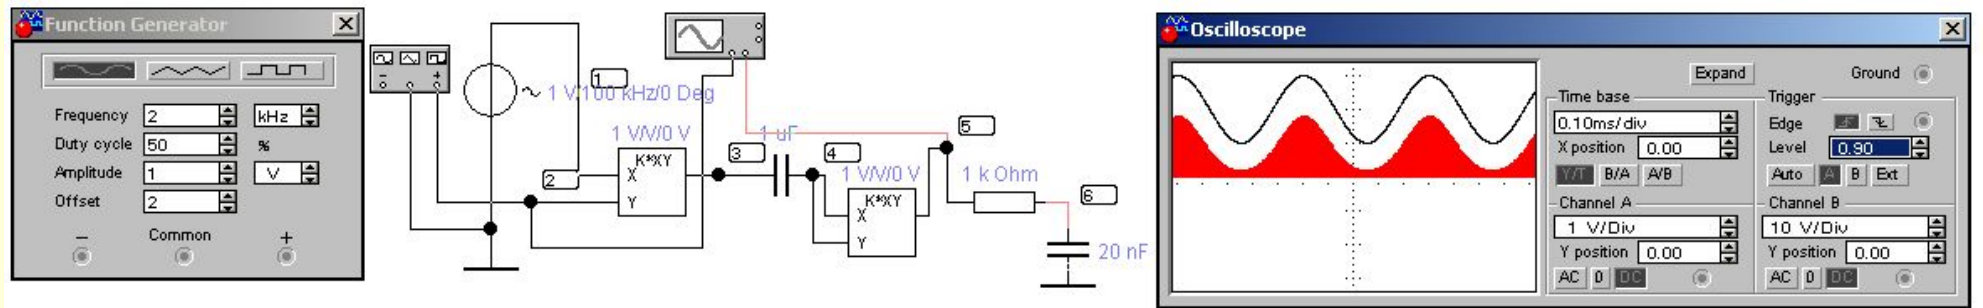 Function Generator
Frequency 2 kHz
Duty cycle 50 %
Amplitude 1 V
Offset 2
− Common +
− +
1
~ 1 V/100 kHz/0 Deg
1 V/V/0 V
1 uF
K*XY
X
Y
2
3
4
5
1 V/V/0 V
K*XY
X
Y
1 k Ohm
6
20 nF
Oscilloscope
Expand Ground
Time base Trigger
0.10ms/div Edge
X position 0.00 Level 0.90
Y/T B/A A/B Auto A B Ext
Channel A Channel B
1 V/Div 10 V/Div
Y position 0.00 Y position 0.00
AC 0 DC AC 0 DC